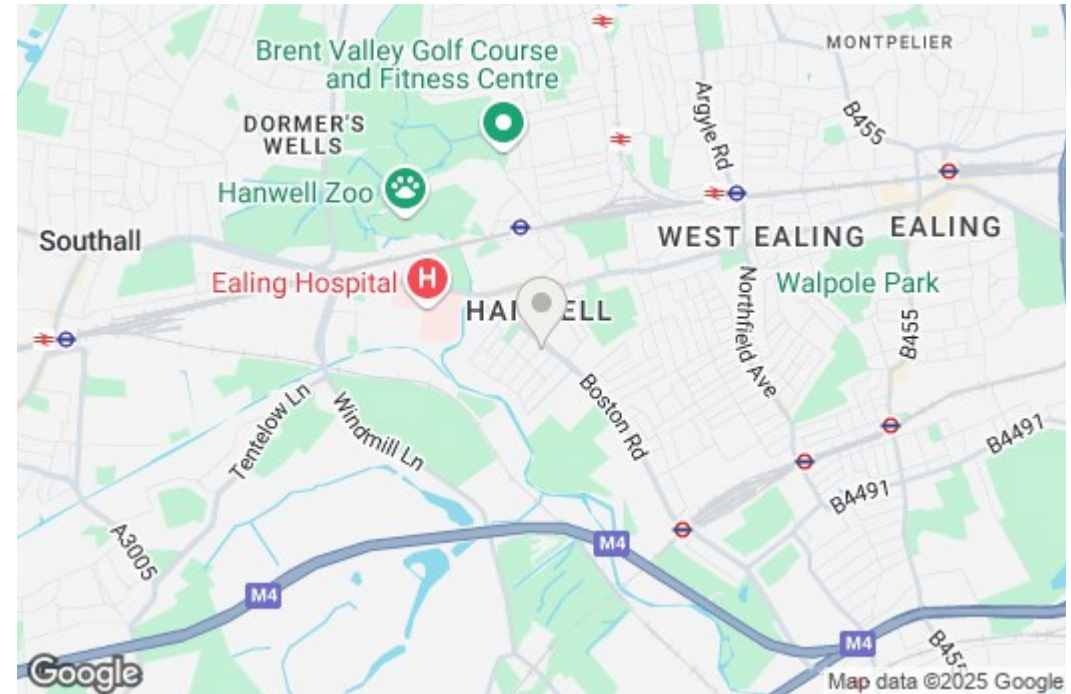 MONTPELIER
Brent Valley Golf Course
and Fitness Centre
Argyle Rd
B455
DORMER'S
WELLS
Hanwell Zoo
Southall
WEST EALING
EALING
Ealing Hospital
H
Walpole Park
HAN
ELL
Northfield Ave
B455
Boston Rd
Tentelow Ln
Windmill Ln
B4491
B4491
A3005
M4
M4
M4
B455
Google
Map data ©2025 Google